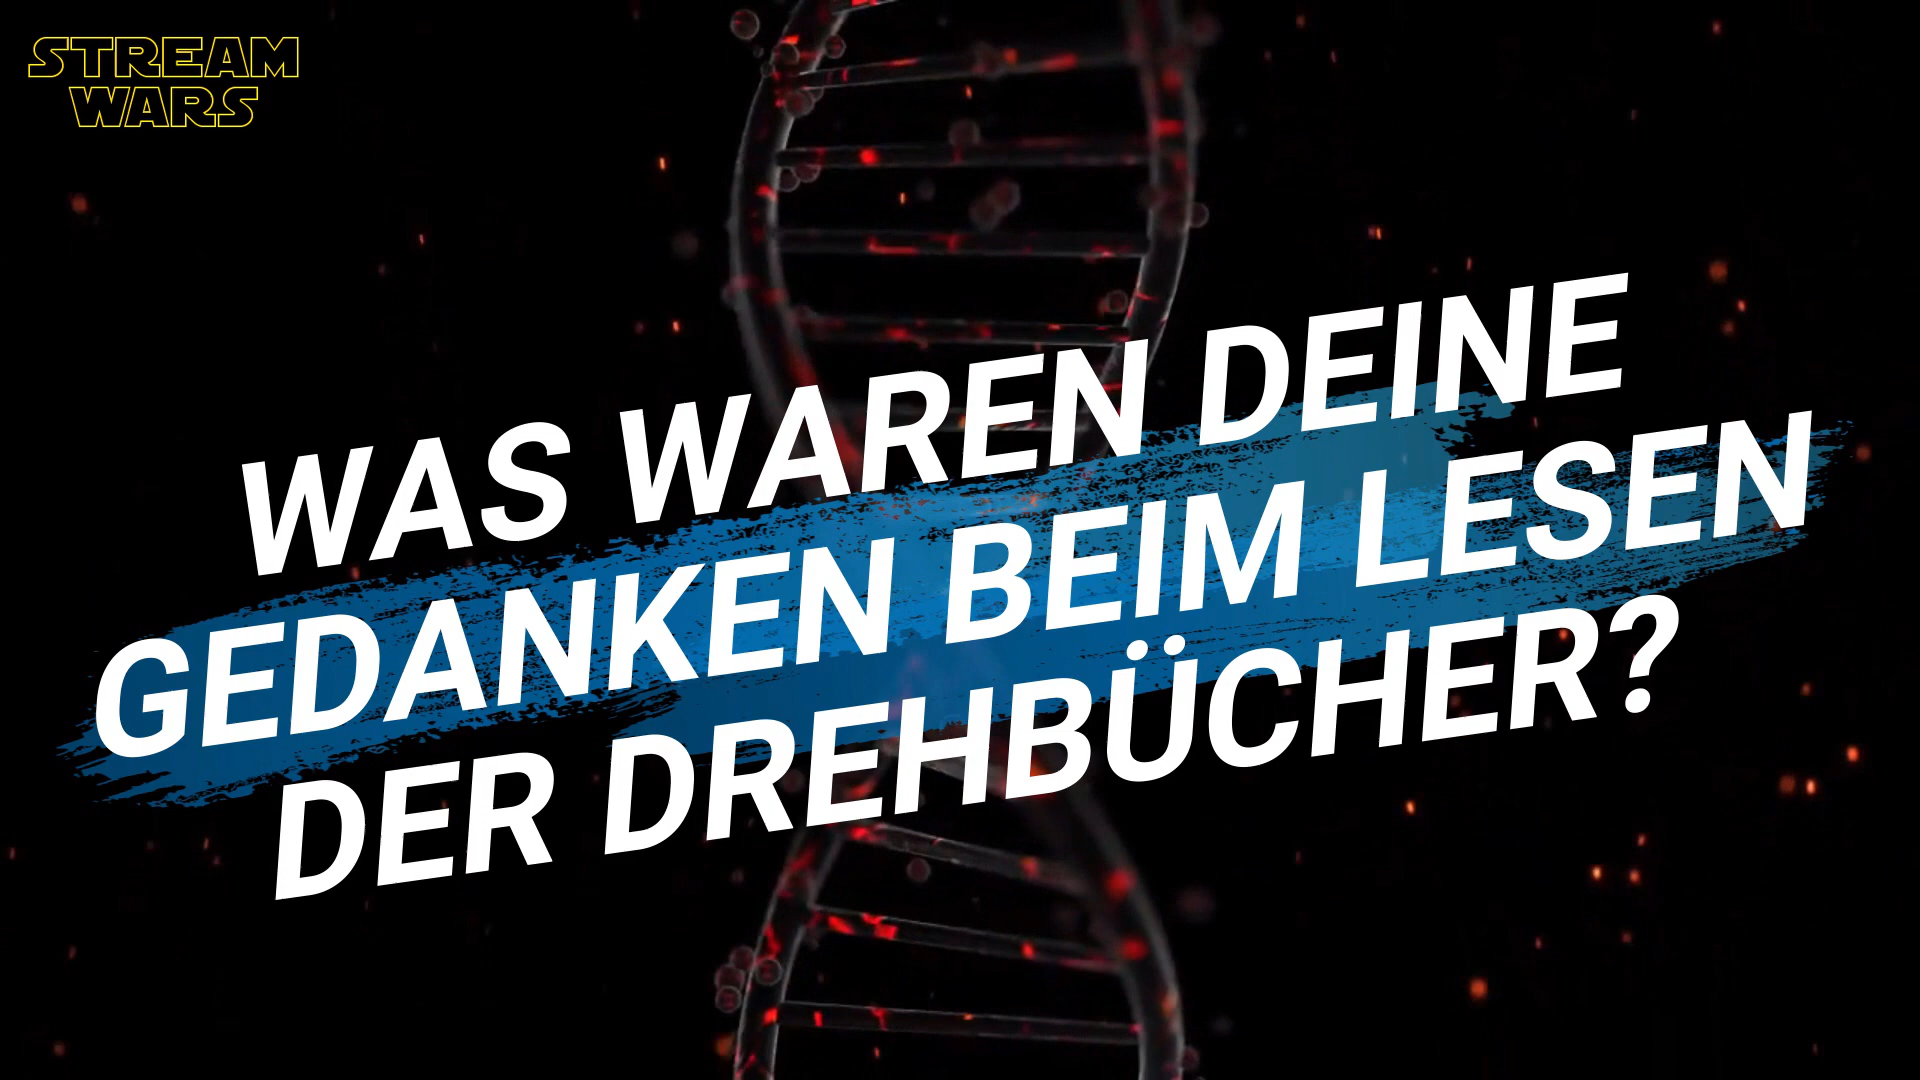 STREAM
WARS
WAS WAREN DEINE
GEDANKEN BEIM LESEN
DER DREHBÜCHER?